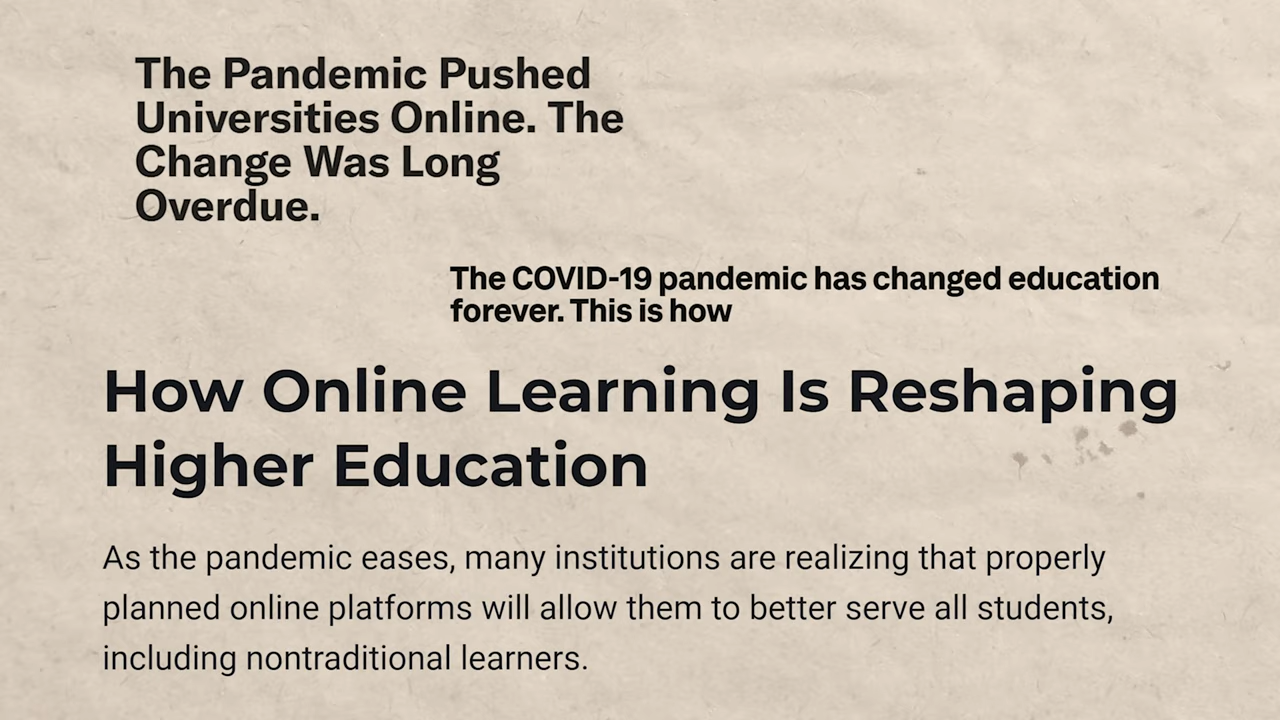 The Pandemic Pushed
Universities Online. The
Change Was Long
Overdue.
The COVID-19 pandemic has changed education
forever. This is how
How Online Learning Is Reshaping
Higher Education
As the pandemic eases, many institutions are realizing that properly
planned online platforms will allow them to better serve all students,
including nontraditional learners.